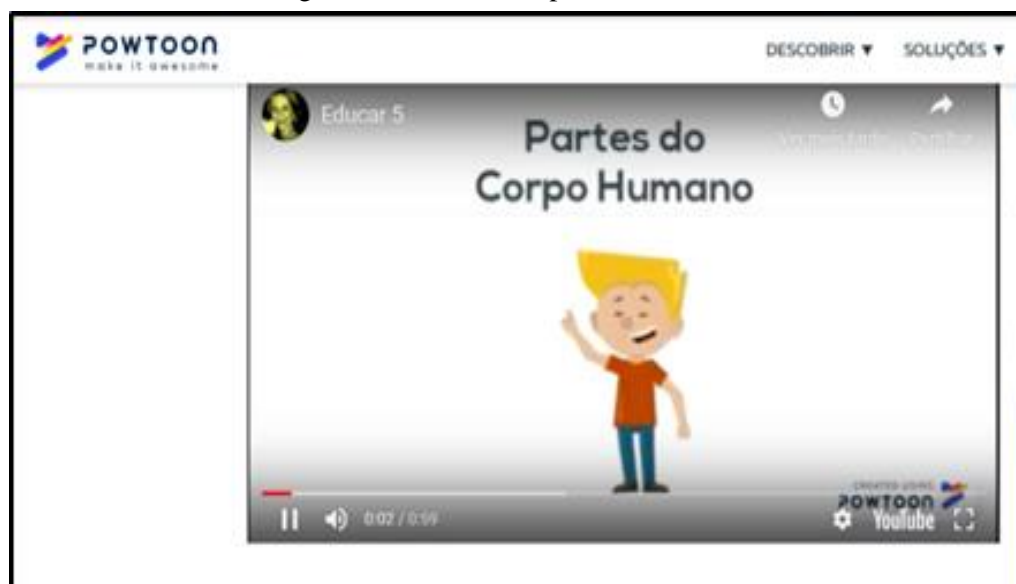 POWTOON
make it awesome
DESCOBRIR ▼ SOLUÇÕES ▼
Educar 5
Partes do
Corpo Humano
CREATED USING
POWTOON
0:02 / 0:59
YouTube